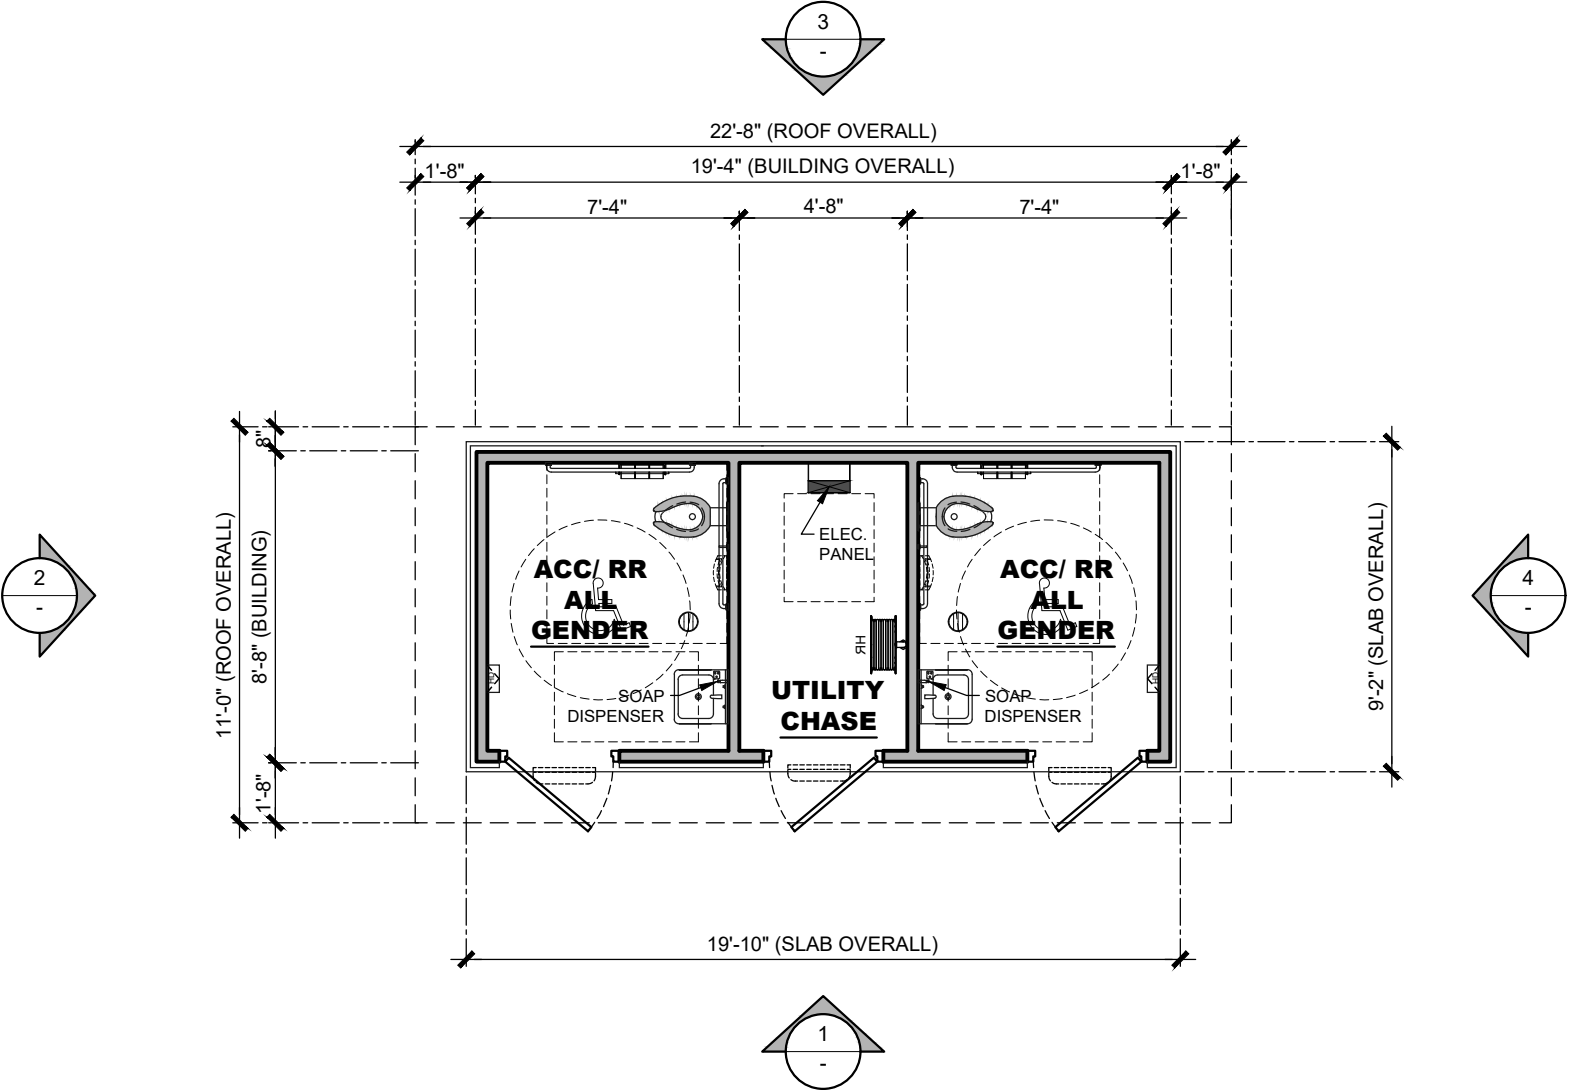 3
-
22'-8" (ROOF OVERALL)
1'-8"
19'-4" (BUILDING OVERALL)
1'-8"
7'-4"
4'-8"
7'-4"
8"
11'-0" (ROOF OVERALL)
8'-8" (BUILDING)
1'-8"
9'-2" (SLAB OVERALL)
2
-
4
-
ELEC.
PANEL
ACC/ RR
ALL
GENDER
ACC/ RR
ALL
GENDER
HR
UTILITY
CHASE
SOAP
DISPENSER
SOAP
DISPENSER
19'-10" (SLAB OVERALL)
1
-